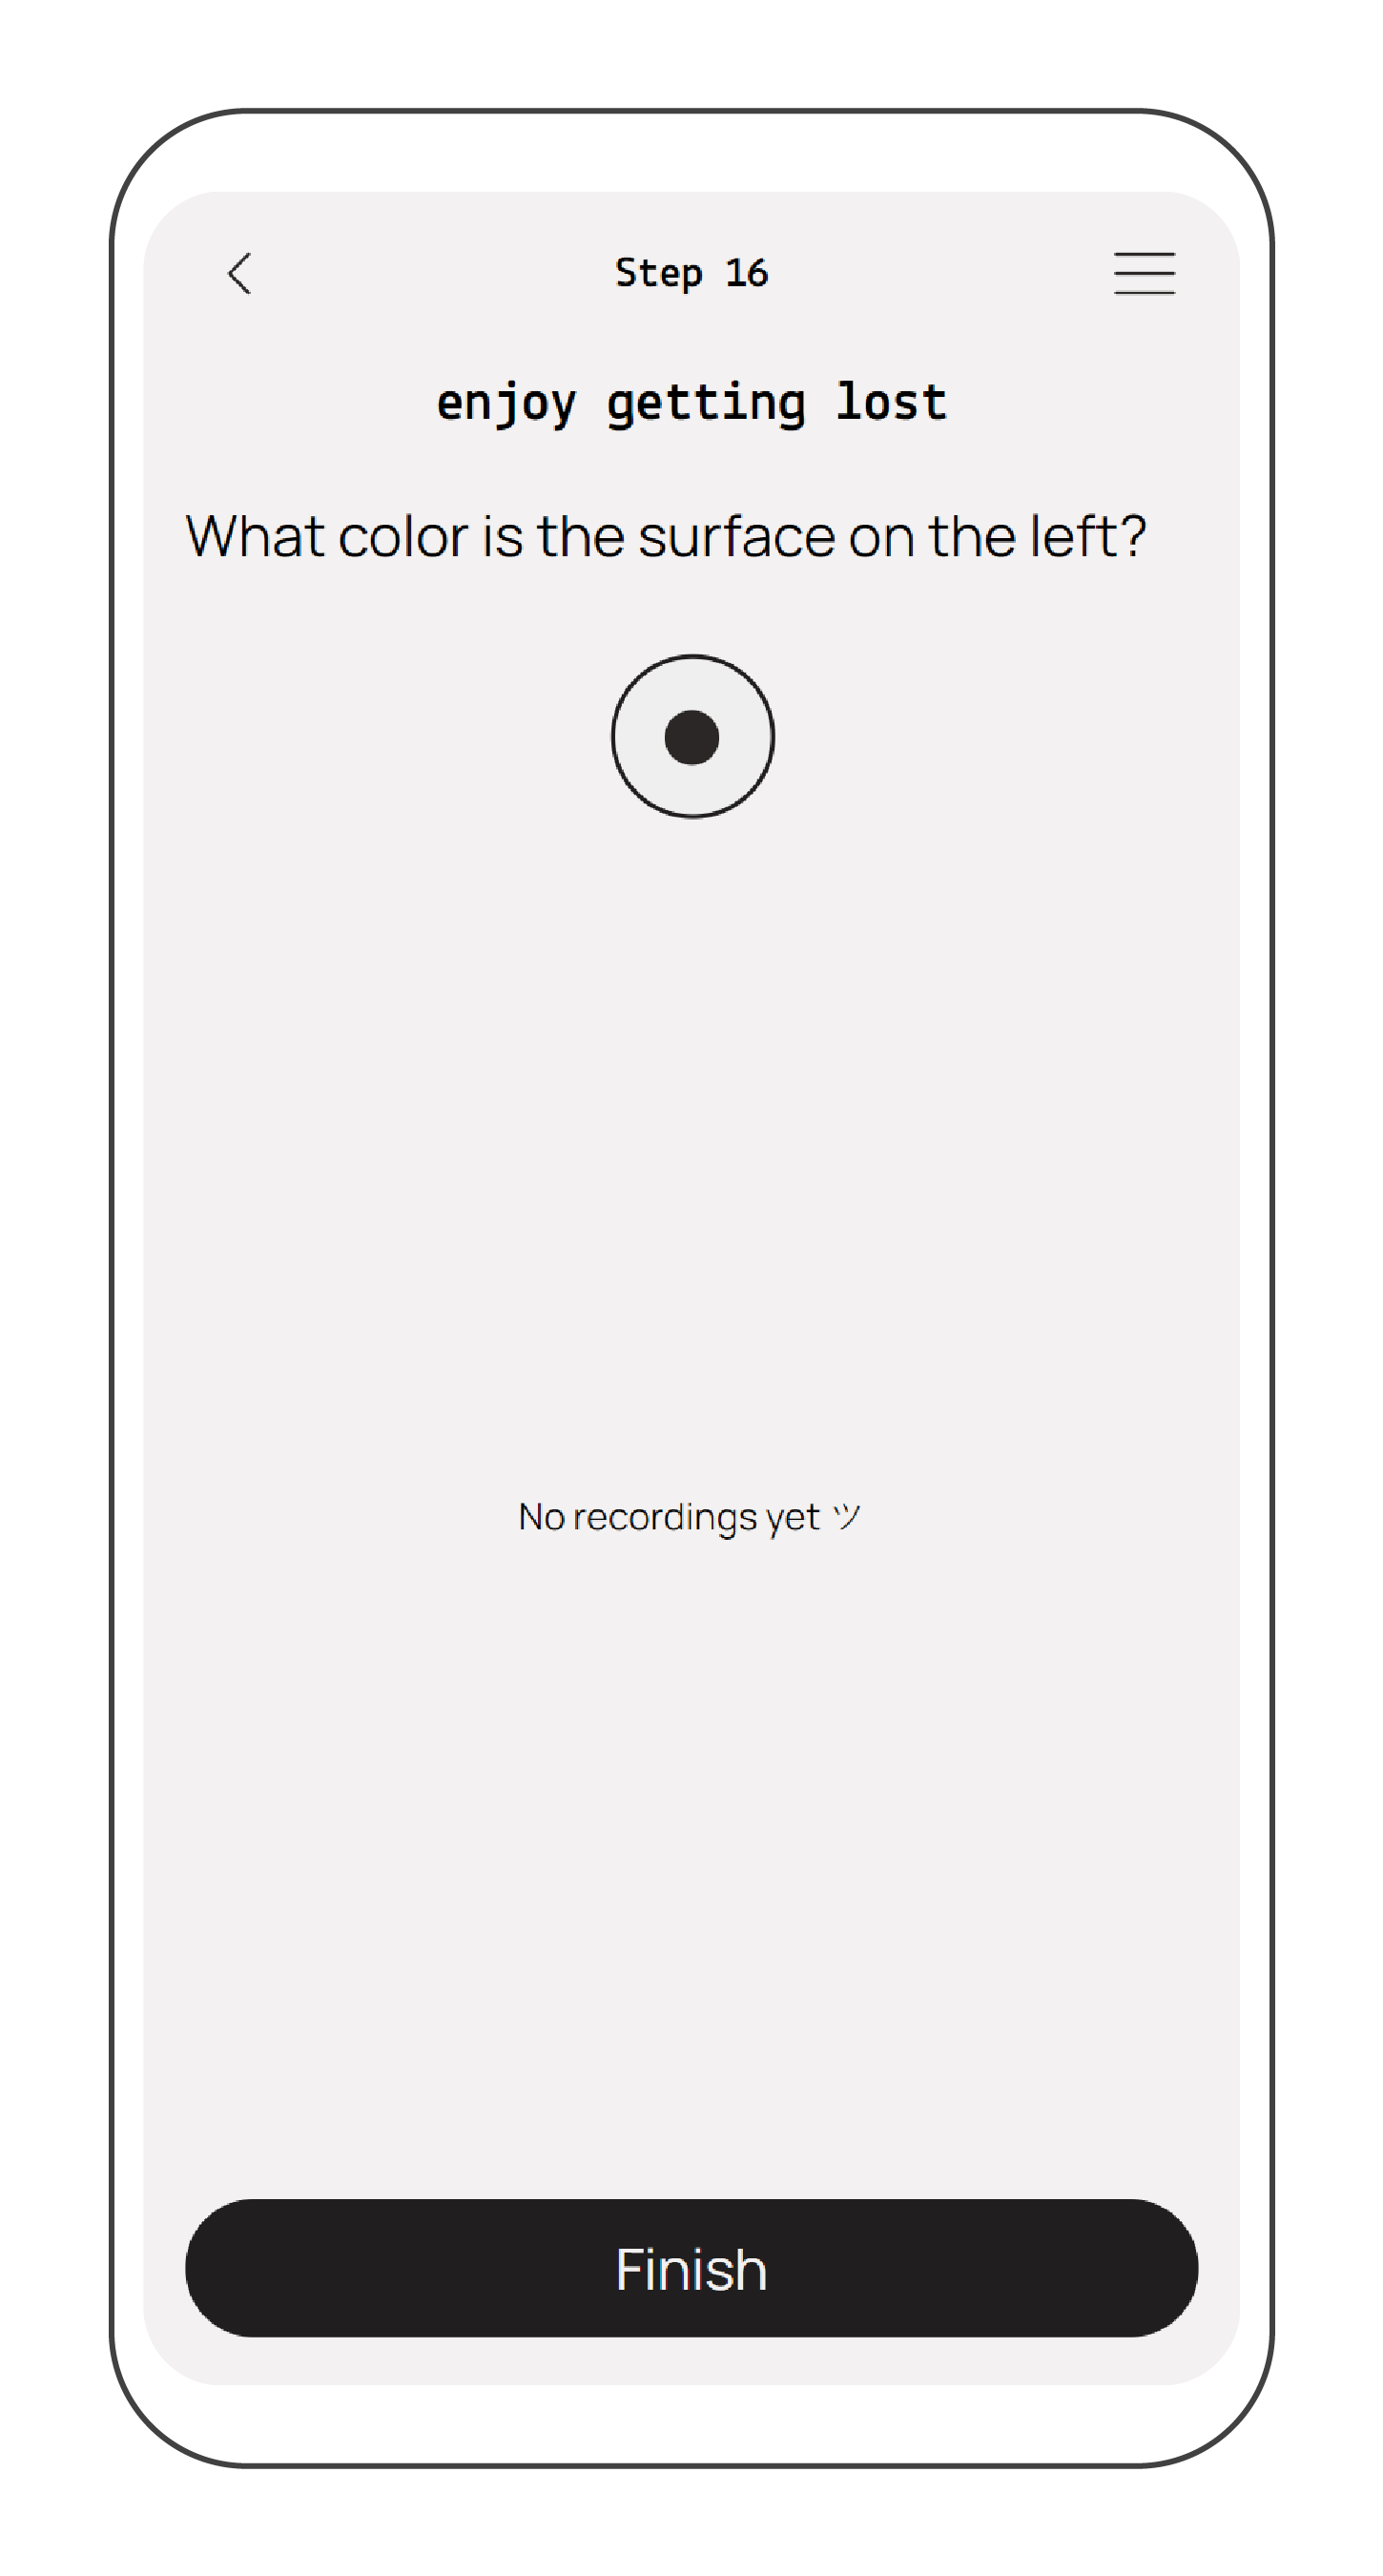 Step 16
enjoy getting lost
What color is the surface on the left?
No recordings yet ツ
Finish